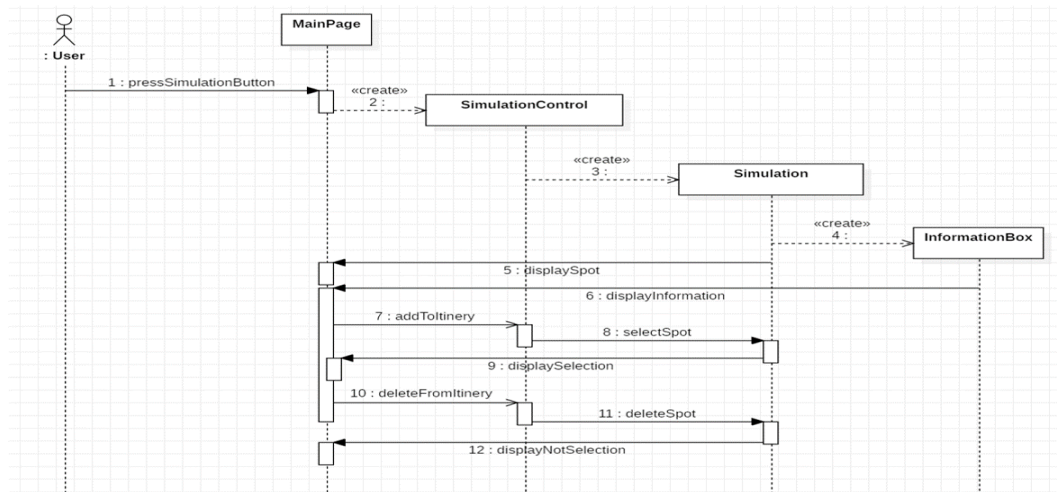 MainPage
: User
1 : pressSimulationButton
«create»
2 :
SimulationControl
«create»
3 :
Simulation
«create»
4 :
InformationBox
5 : displaySpot
6 : displayInformation
7 : addToItinery
8 : selectSpot
9 : displaySelection
10 : deleteFromItinery
11 : deleteSpot
12 : displayNotSelection